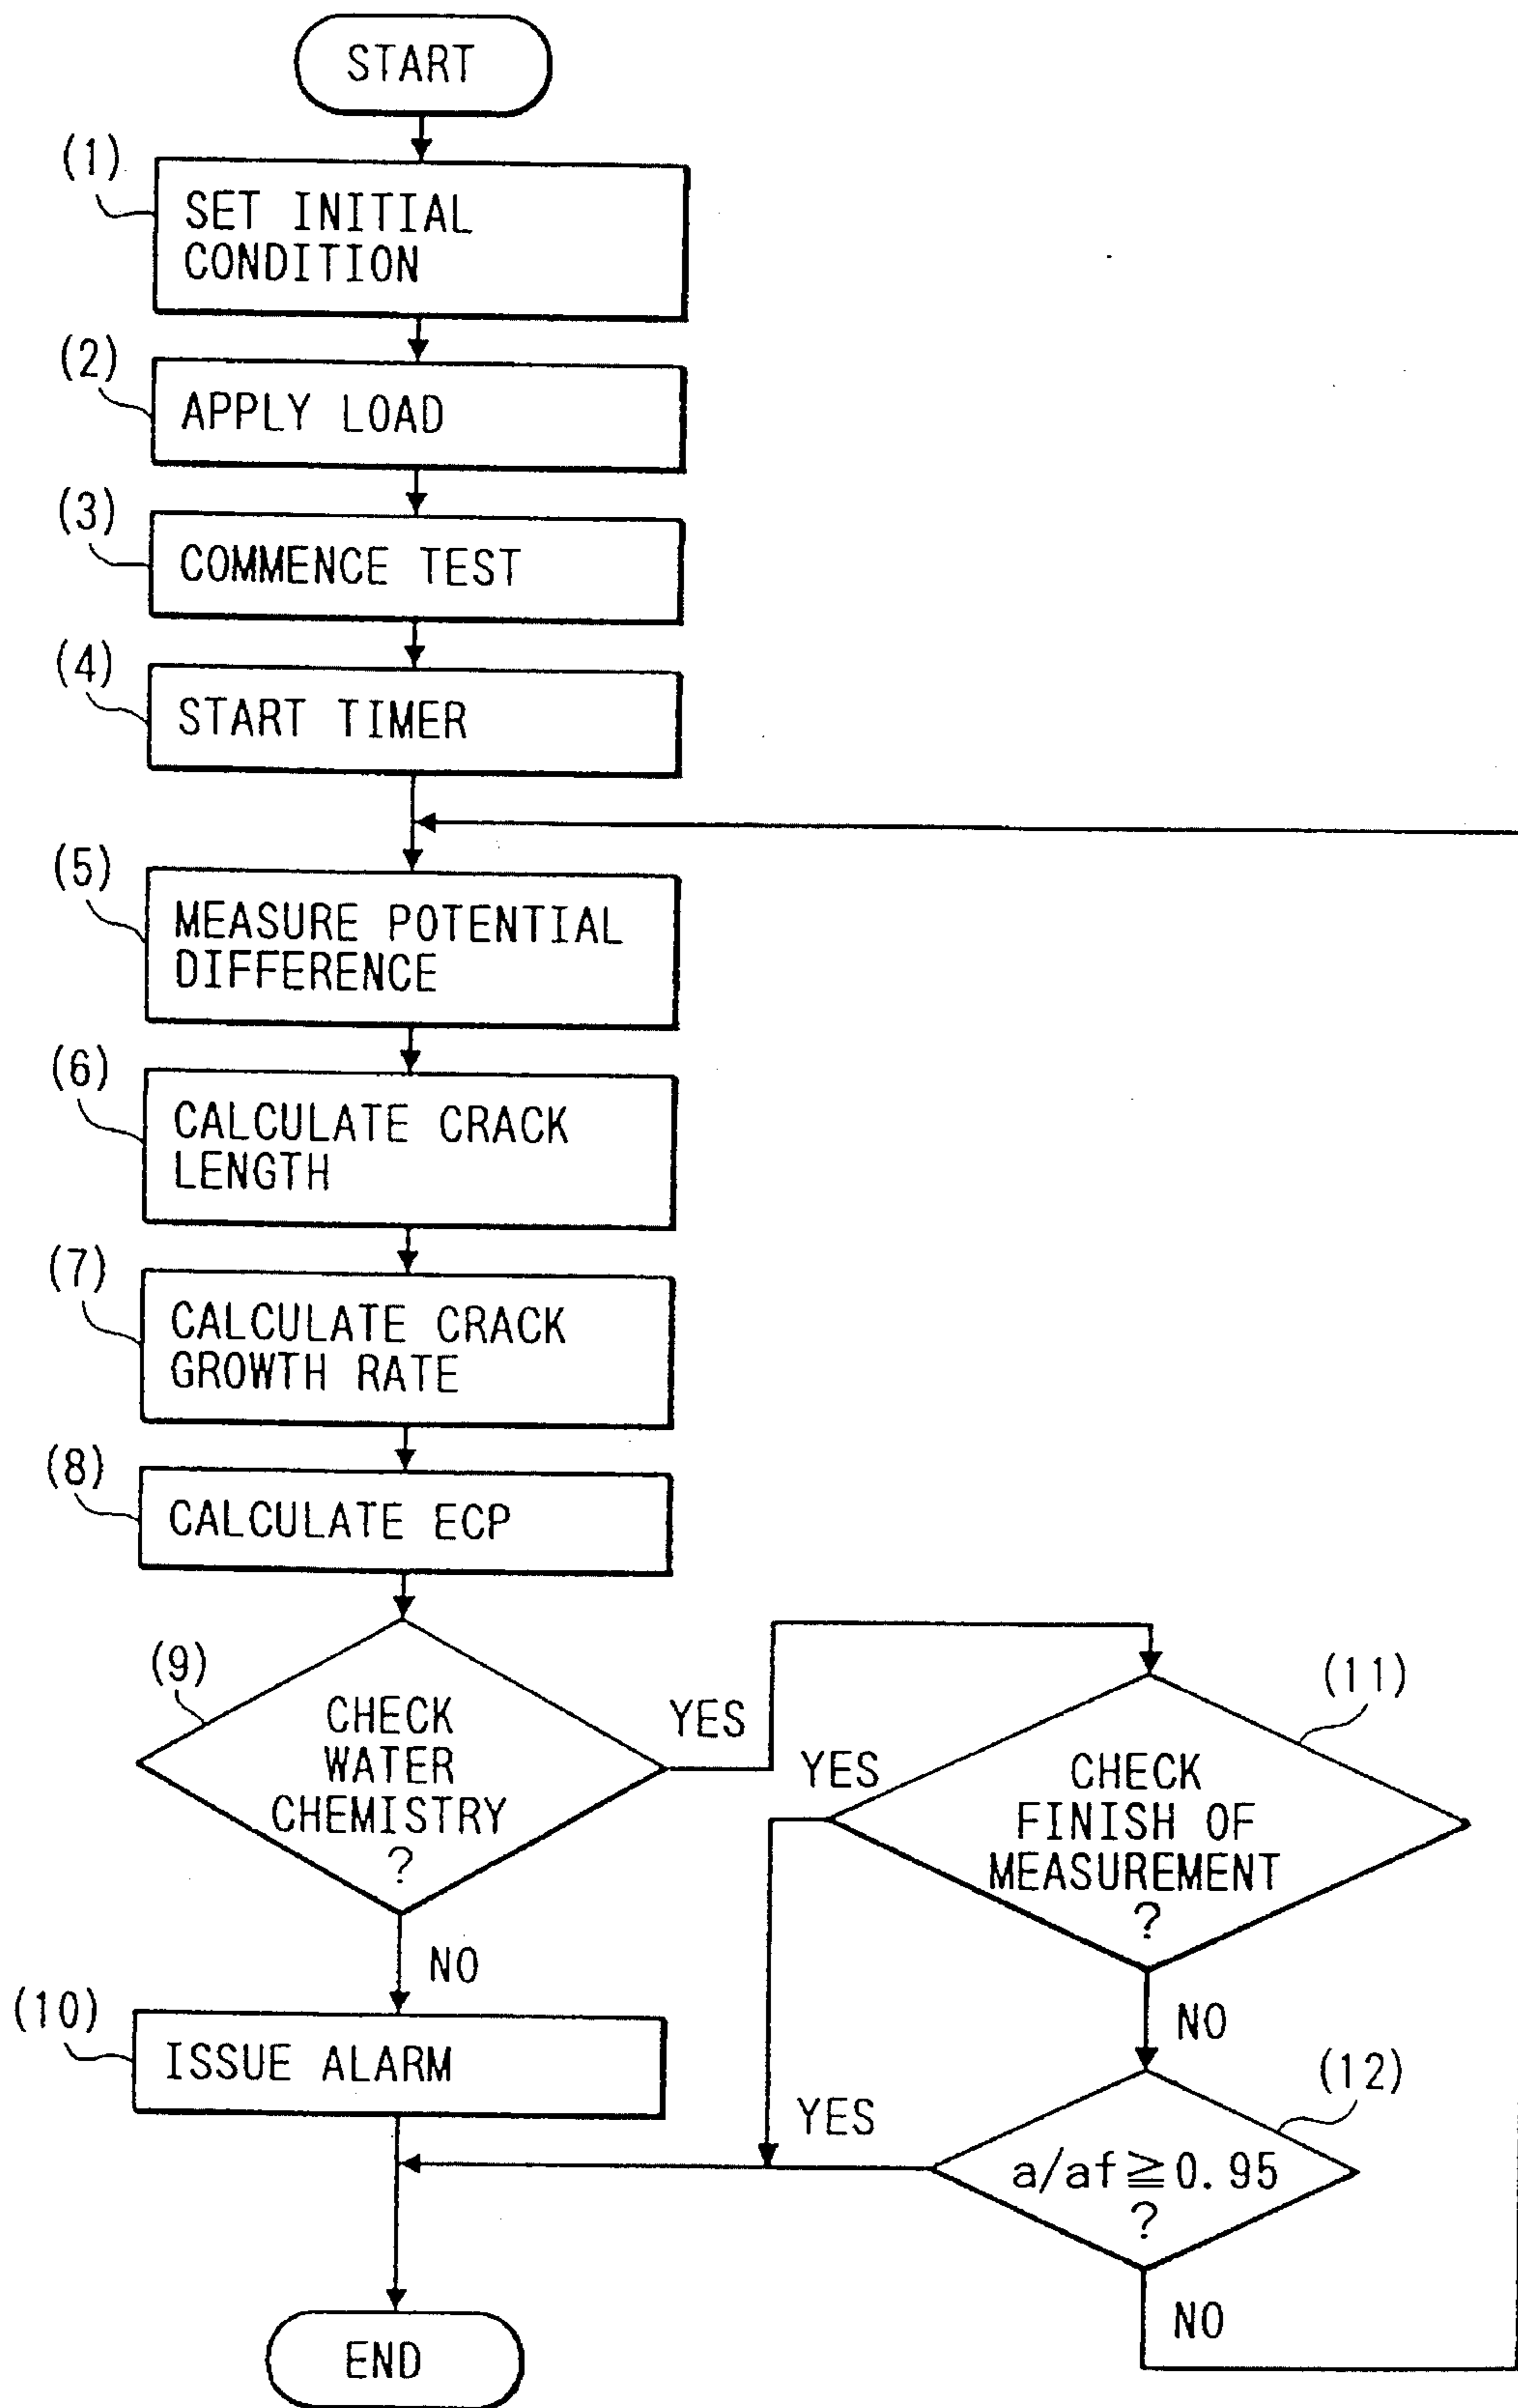 START
(1)
SET INITIAL
CONDITION
(2)
APPLY LOAD
(3)
COMMENCE TEST
(4)
START TIMER
(5)
MEASURE POTENTIAL
DIFFERENCE
(6)
CALCULATE CRACK
LENGTH
(7)
CALCULATE CRACK
GROWTH RATE
(8)
CALCULATE ECP
(9)
CHECK
WATER
CHEMISTRY
?
YES
NO
(10)
ISSUE ALARM
(11)
YES
CHECK
FINISH OF
MEASUREMENT
?
NO
(12)
YES
a/af≧0.95
?
NO
END